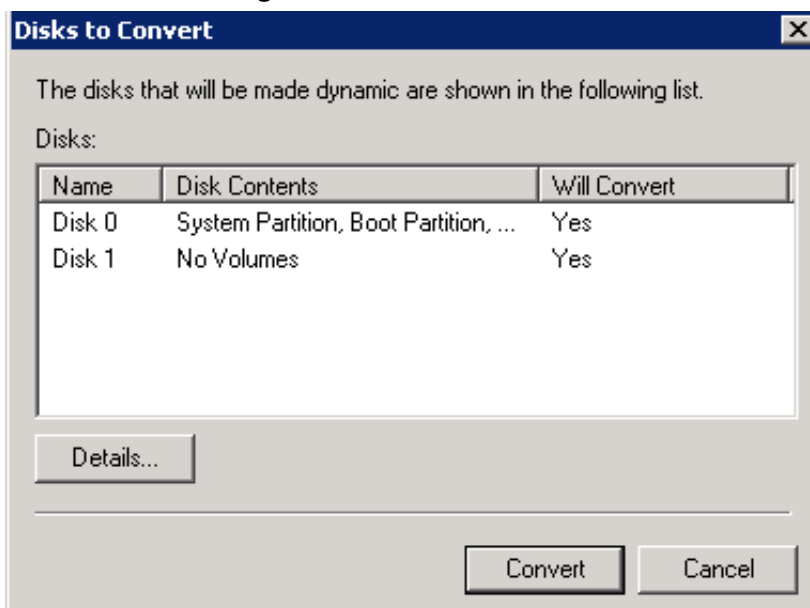 Disks to Convert
The disks that will be made dynamic are shown in the following list.
Disks:
Name Disk Contents Will Convert
Disk 0 System Partition, Boot Partition, ... Yes
Disk 1 No Volumes Yes
Details...
Convert Cancel